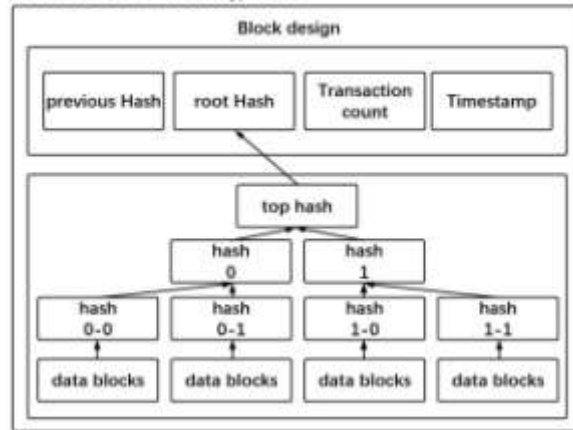 Block design
previous Hash
root Hash
Transaction
count
Timestamp
top hash
hash
0
hash
1
hash
0-0
hash
0-1
hash
1-0
hash
1-1
data blocks
data blocks
data blocks
data blocks